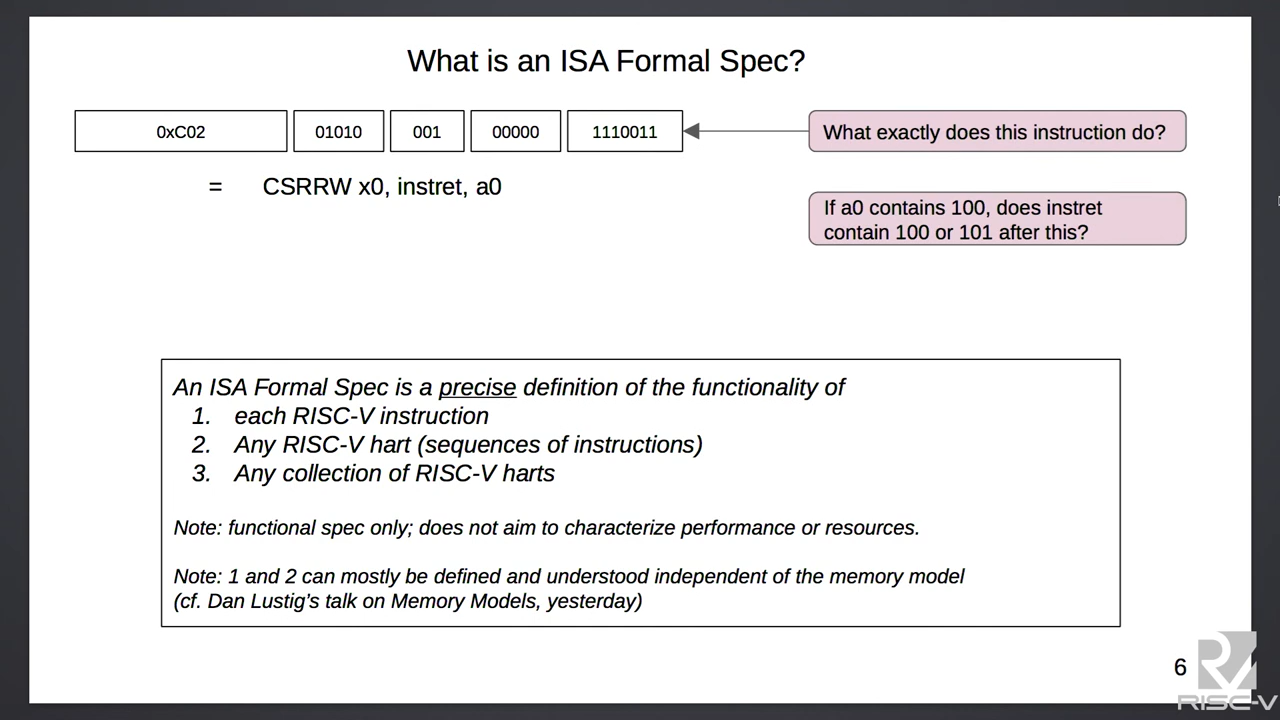 What is an ISA Formal Spec?
0xC02 01010 001 00000 1110011
What exactly does this instruction do?
= CSRRW x0, instret, a0
If a0 contains 100, does instret
contain 100 or 101 after this?
An ISA Formal Spec is a precise definition of the functionality of
1. each RISC-V instruction
2. Any RISC-V hart (sequences of instructions)
3. Any collection of RISC-V harts
Note: functional spec only; does not aim to characterize performance or resources.
Note: 1 and 2 can mostly be defined and understood independent of the memory model
(cf. Dan Lustig's talk on Memory Models, yesterday)
6
RISC-V